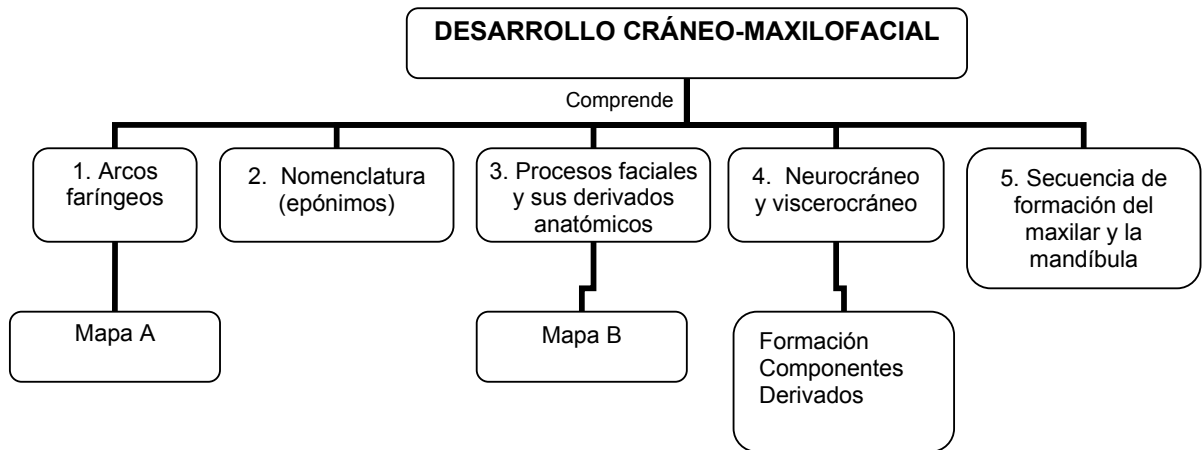 DESARROLLO CRÁNEO-MAXILOFACIAL
Comprende
1. Arcos
faríngeos
2. Nomenclatura
(epónimos)
3. Procesos faciales
y sus derivados
anatómicos
4. Neurocráneo
y viscerocráneo
5. Secuencia de
formación del
maxilar y la
mandíbula
Mapa A
Mapa B
Formación
Componentes
Derivados